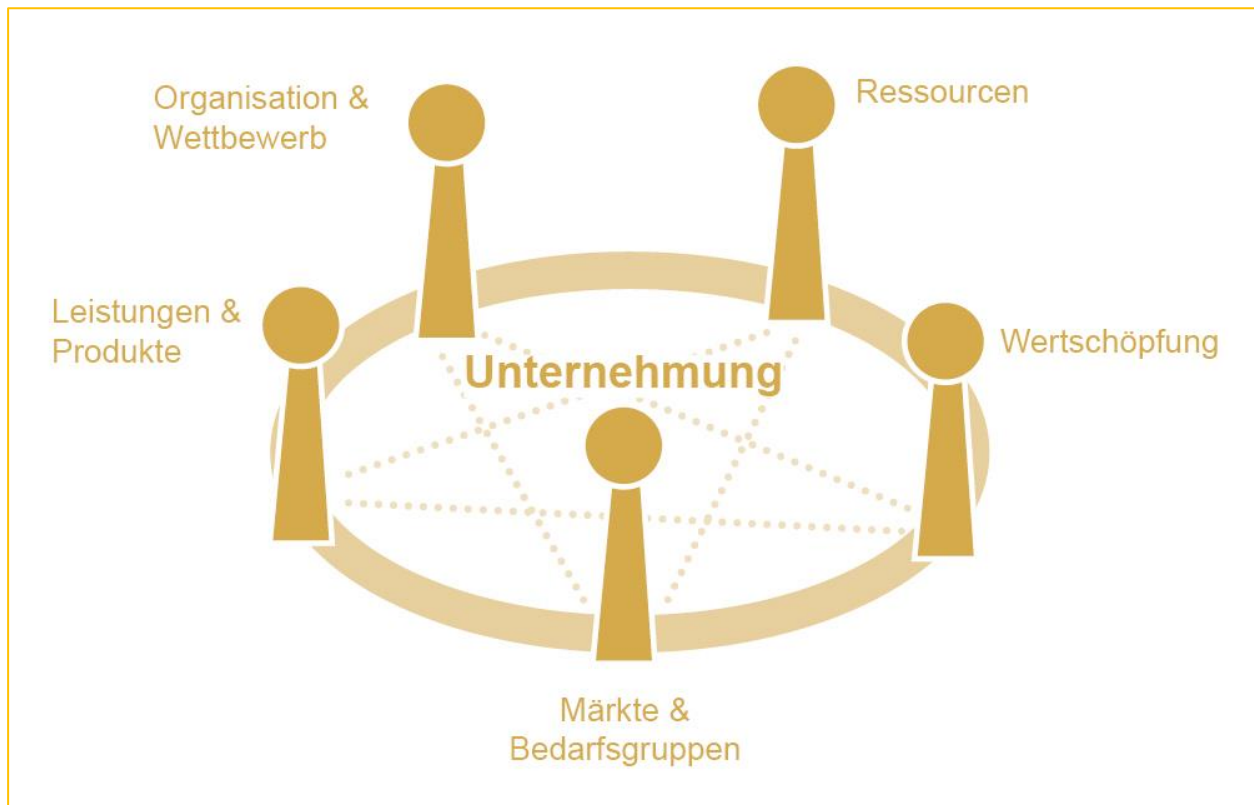 Organisation &
Wettbewerb
Ressourcen
Leistungen &
Produkte
Unternehmung
Wertschöpfung
Märkte &
Bedarfsgruppen